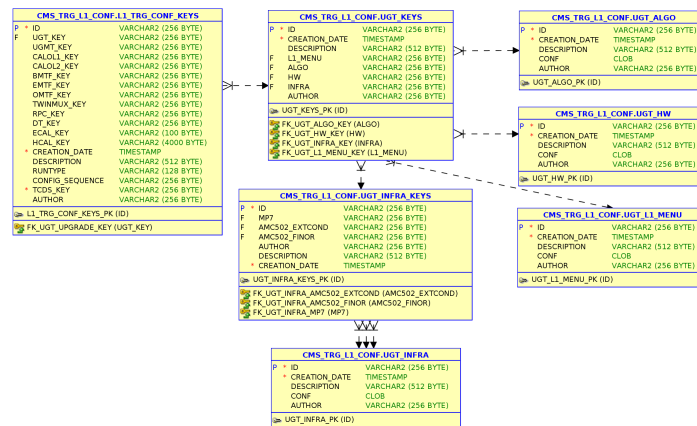 CMS_TRG_L1_CONF.L1_TRG_CONF_KEYS
P * ID VARCHAR2 (256 BYTE)
F UGT_KEY VARCHAR2 (256 BYTE)
UGMT_KEY VARCHAR2 (256 BYTE)
CALOL1_KEY VARCHAR2 (256 BYTE)
CALOL2_KEY VARCHAR2 (256 BYTE)
BMTF_KEY VARCHAR2 (256 BYTE)
EMTF_KEY VARCHAR2 (256 BYTE)
OMTF_KEY VARCHAR2 (256 BYTE)
TWINMUX_KEY VARCHAR2 (256 BYTE)
RPC_KEY VARCHAR2 (256 BYTE)
DT_KEY VARCHAR2 (256 BYTE)
ECAL_KEY VARCHAR2 (100 BYTE)
HCAL_KEY VARCHAR2 (4000 BYTE)
* CREATION_DATE TIMESTAMP
DESCRIPTION VARCHAR2 (512 BYTE)
RUNTYPE VARCHAR2 (128 BYTE)
CONFIG_SEQUENCE VARCHAR2 (256 BYTE)
* TCDS_KEY VARCHAR2 (256 BYTE)
AUTHOR VARCHAR2 (256 BYTE)
L1_TRG_CONF_KEYS_PK (ID)
FK_UGT_UPGRADE_KEY (UGT_KEY)
CMS_TRG_L1_CONF.UGT_KEYS
P * ID VARCHAR2 (256 BYTE)
* CREATION_DATE TIMESTAMP
DESCRIPTION VARCHAR2 (512 BYTE)
F L1_MENU VARCHAR2 (256 BYTE)
F ALGO VARCHAR2 (256 BYTE)
F HW VARCHAR2 (256 BYTE)
F INFRA VARCHAR2 (256 BYTE)
AUTHOR VARCHAR2 (256 BYTE)
UGT_KEYS_PK (ID)
FK_UGT_ALGO_KEY (ALGO)
FK_UGT_HW_KEY (HW)
FK_UGT_INFRA_KEY (INFRA)
FK_UGT_L1_MENU_KEY (L1_MENU)
CMS_TRG_L1_CONF.UGT_ALGO
P * ID VARCHAR2 (256 BYTE)
* CREATION_DATE TIMESTAMP
DESCRIPTION VARCHAR2 (512 BYTE)
CONF CLOB
AUTHOR VARCHAR2 (256 BYTE)
UGT_ALGO_PK (ID)
CMS_TRG_L1_CONF.UGT_HW
P * ID VARCHAR2 (256 BYTE)
* CREATION_DATE TIMESTAMP
DESCRIPTION VARCHAR2 (512 BYTE)
CONF CLOB
AUTHOR VARCHAR2 (256 BYTE)
UGT_HW_PK (ID)
CMS_TRG_L1_CONF.UGT_L1_MENU
P * ID VARCHAR2 (256 BYTE)
* CREATION_DATE TIMESTAMP
DESCRIPTION VARCHAR2 (512 BYTE)
CONF CLOB
AUTHOR VARCHAR2 (256 BYTE)
UGT_L1_MENU_PK (ID)
CMS_TRG_L1_CONF.UGT_INFRA_KEYS
P * ID VARCHAR2 (256 BYTE)
F MP7 VARCHAR2 (256 BYTE)
F AMC502_EXTCOND VARCHAR2 (256 BYTE)
F AMC502_FINOR VARCHAR2 (256 BYTE)
AUTHOR VARCHAR2 (256 BYTE)
DESCRIPTION VARCHAR2 (512 BYTE)
* CREATION_DATE TIMESTAMP
UGT_INFRA_KEYS_PK (ID)
FK_UGT_INFRA_AMC502_EXTCOND (AMC502_EXTCOND)
FK_UGT_INFRA_AMC502_FINOR (AMC502_FINOR)
FK_UGT_INFRA_MP7 (MP7)
CMS_TRG_L1_CONF.UGT_INFRA
P * ID VARCHAR2 (256 BYTE)
* CREATION_DATE TIMESTAMP
DESCRIPTION VARCHAR2 (512 BYTE)
CONF CLOB
AUTHOR VARCHAR2 (256 BYTE)
UGT_INFRA_PK (ID)